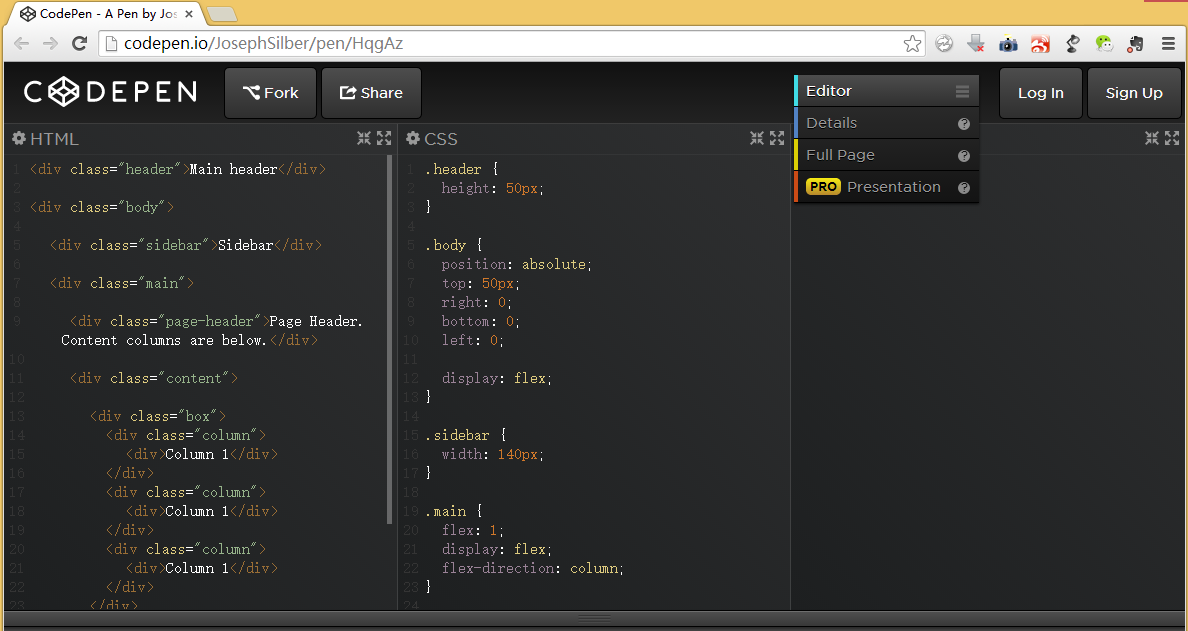 CodePen - A Pen by Jos
codepen.io/JosephSilber/pen/HqgAz
CODEPEN
Fork
Share
Editor
Details
Full Page
PRO Presentation
Log In
Sign Up
HTML
1 <div class="header">Main header</div>
2
3 <div class="body">
4
5 <div class="sidebar">Sidebar</div>
6
7 <div class="main">
8
9 <div class="page-header">Page Header.
Content columns are below.</div>
10
11 <div class="content">
12
13 <div class="box">
14 <div class="column">
15 <div>Column 1</div>
16 </div>
17 <div class="column">
18 <div>Column 1</div>
19 </div>
20 <div class="column">
21 <div>Column 1</div>
22 </div>
23 </div>
CSS
1 .header {
2 height: 50px;
3 }
4
5 .body {
6 position: absolute;
7 top: 50px;
8 right: 0;
9 bottom: 0;
10 left: 0;
11
12 display: flex;
13 }
14
15 .sidebar {
16 width: 140px;
17 }
18
19 .main {
20 flex: 1;
21 display: flex;
22 flex-direction: column;
23 }
24